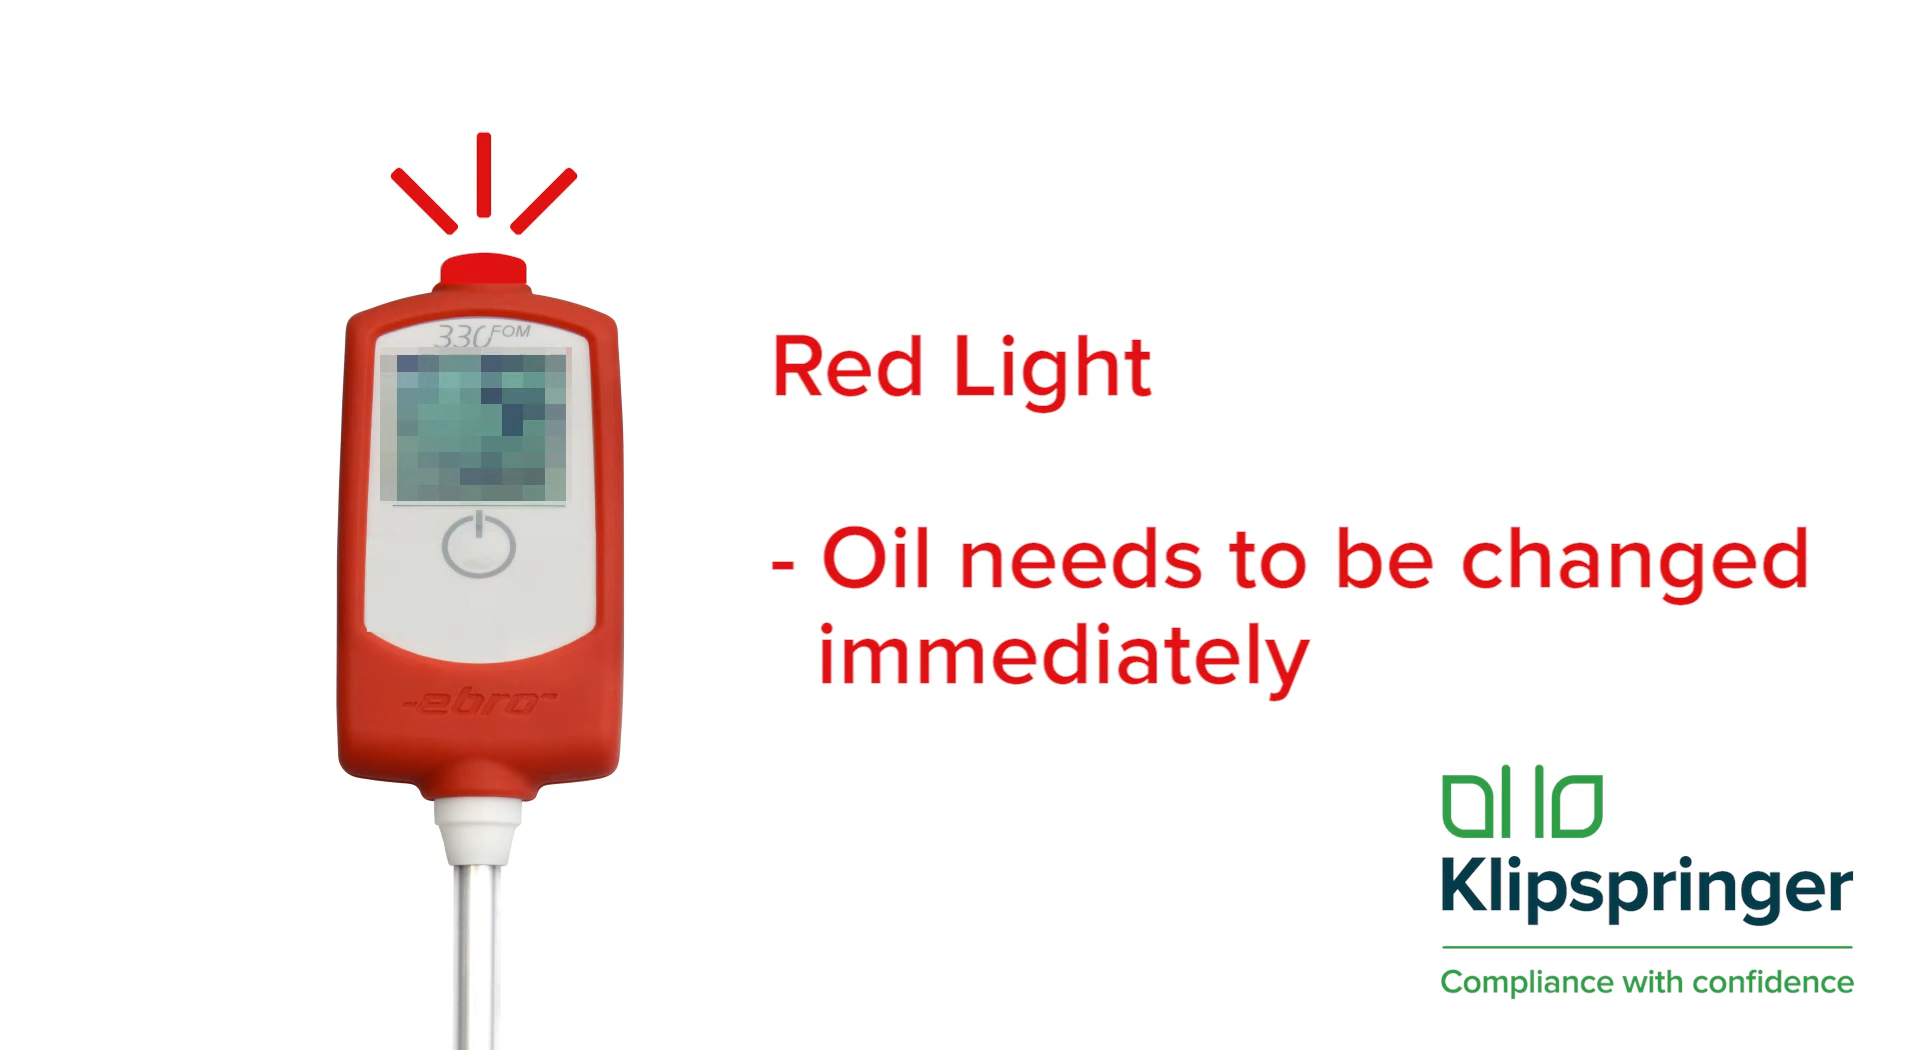 330 FOM
Red Light
- Oil needs to be changed
immediately
-ebro-
Klipspringer
Compliance with confidence